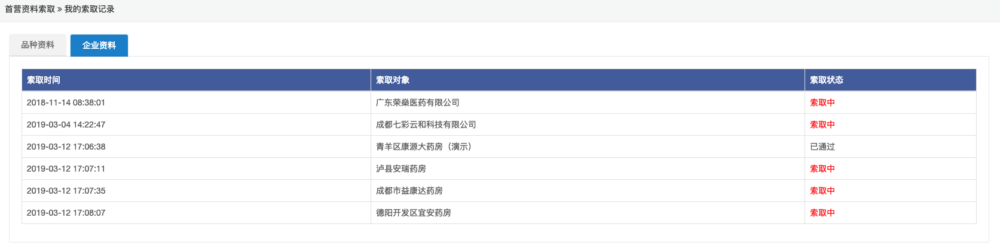 首营资料索取 » 我的索取记录
品种资料 企业资料
索取时间 索取对象 索取状态
2018-11-14 08:38:01 广东荣燊医药有限公司 索取中
2019-03-04 14:22:47 成都七彩云和科技有限公司 索取中
2019-03-12 17:06:38 青羊区康源大药房（演示） 已通过
2019-03-12 17:07:11 泸县安瑞药房 索取中
2019-03-12 17:07:35 成都市益康达药房 索取中
2019-03-12 17:08:07 德阳开发区宜安药房 索取中